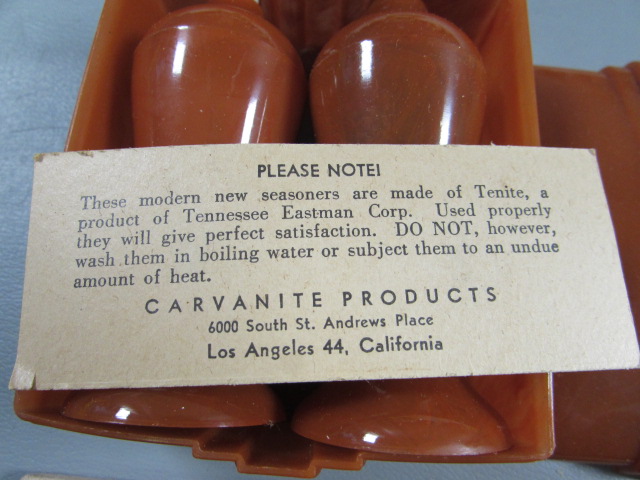 PLEASE NOTE!
These modern new seasoners are made of Tenite, a
product of Tennessee Eastman Corp. Used properly
they will give perfect satisfaction. DO NOT, however,
wash them in boiling water or subject them to an undue
amount of heat.
CARVANITE PRODUCTS
6000 South St. Andrews Place
Los Angeles 44, California